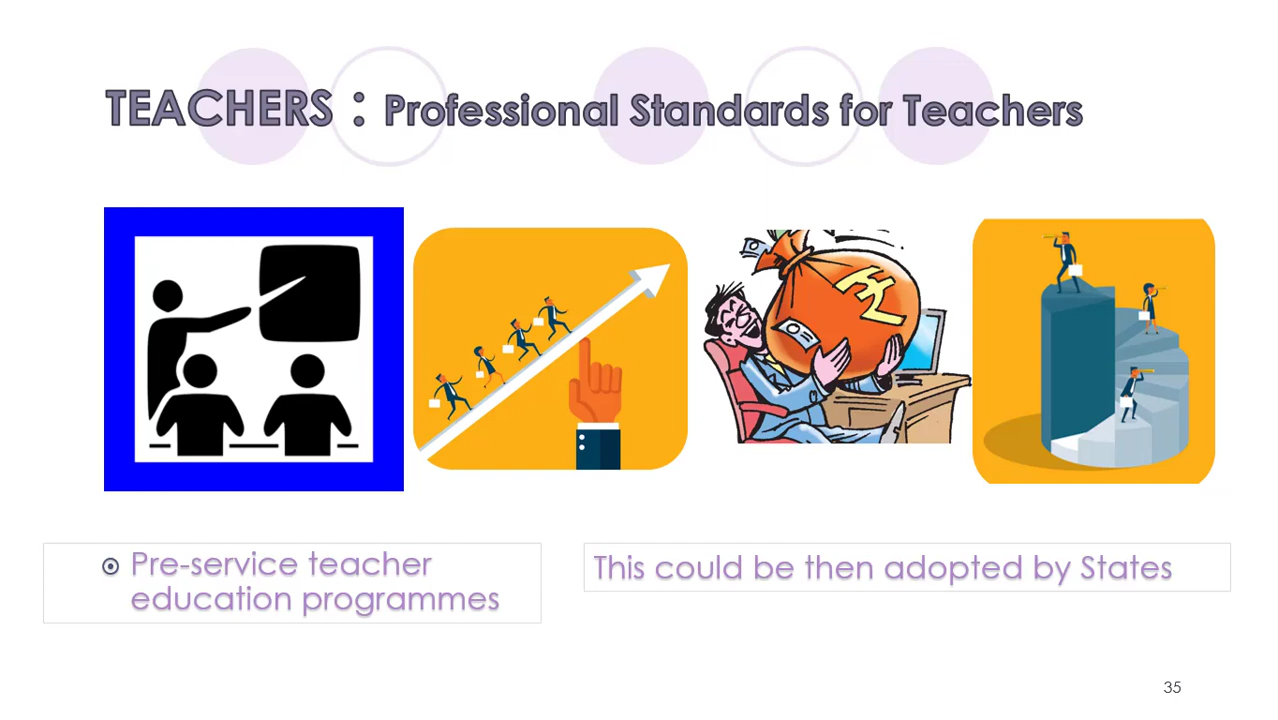 TEACHERS : Professional Standards for Teachers
₹
Pre-service teacher
education programmes
This could be then adopted by States
35